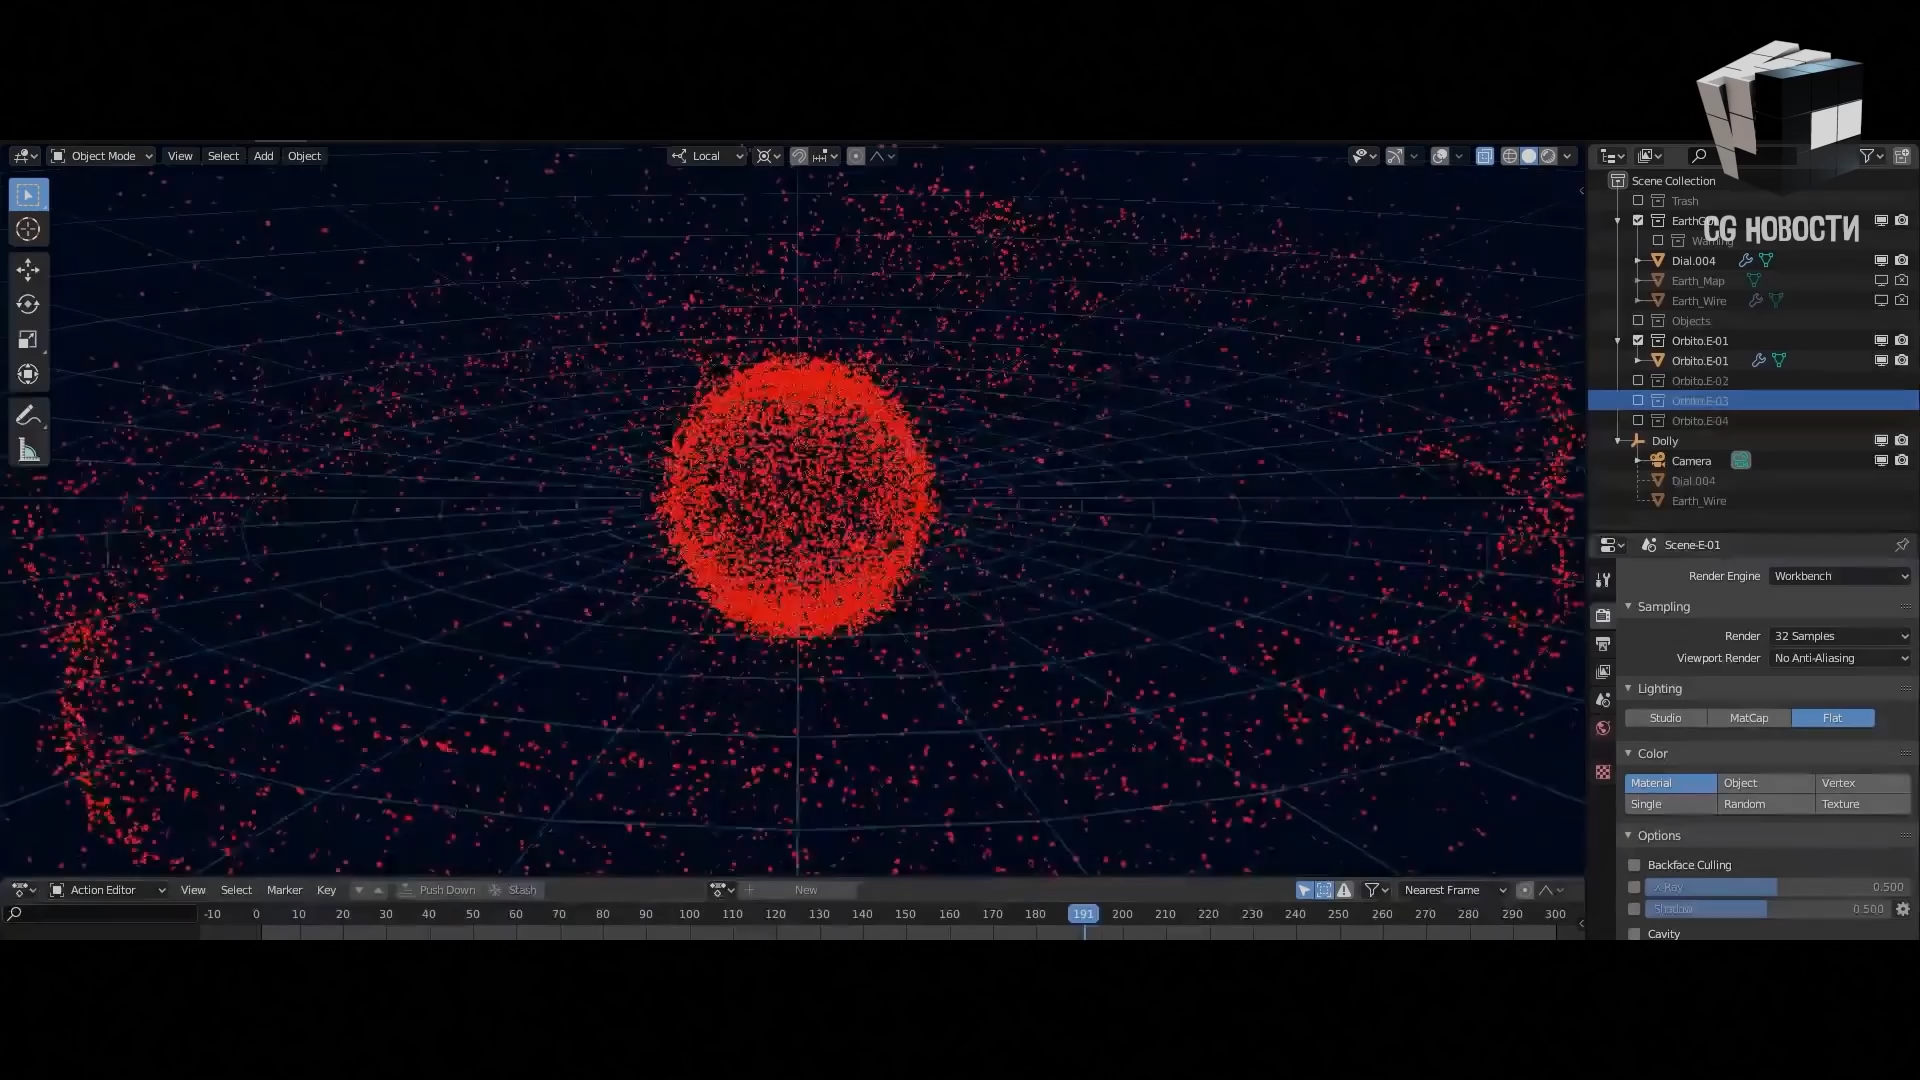 Object Mode View Select Add Object Local
Scene Collection
Trash
CG НОВОСТИ
Dial.004
Earth_Map
Earth_Wire
Objects
Orbito.E-01
Orbito.E-01
Orbito.E-02
Orbito.E-03
Orbito.E-04
Dolly
Camera
Dial.004
Earth_Wire
Scene-E-01
Render Engine Workbench
Sampling
Render 32 Samples
Viewport Render No Anti-Aliasing
Lighting
Studio MatCap Flat
Color
Material Object Vertex
Single Random Texture
Options
Backface Culling
X-Ray 0.500
Shadow 0.500
Cavity
Action Editor View Select Marker Key Push Down Stash New Nearest Frame
-10 0 10 20 30 40 50 60 70 80 90 100 110 120 130 140 150 160 170 180 191 200 210 220 230 240 250 260 270 280 290 300